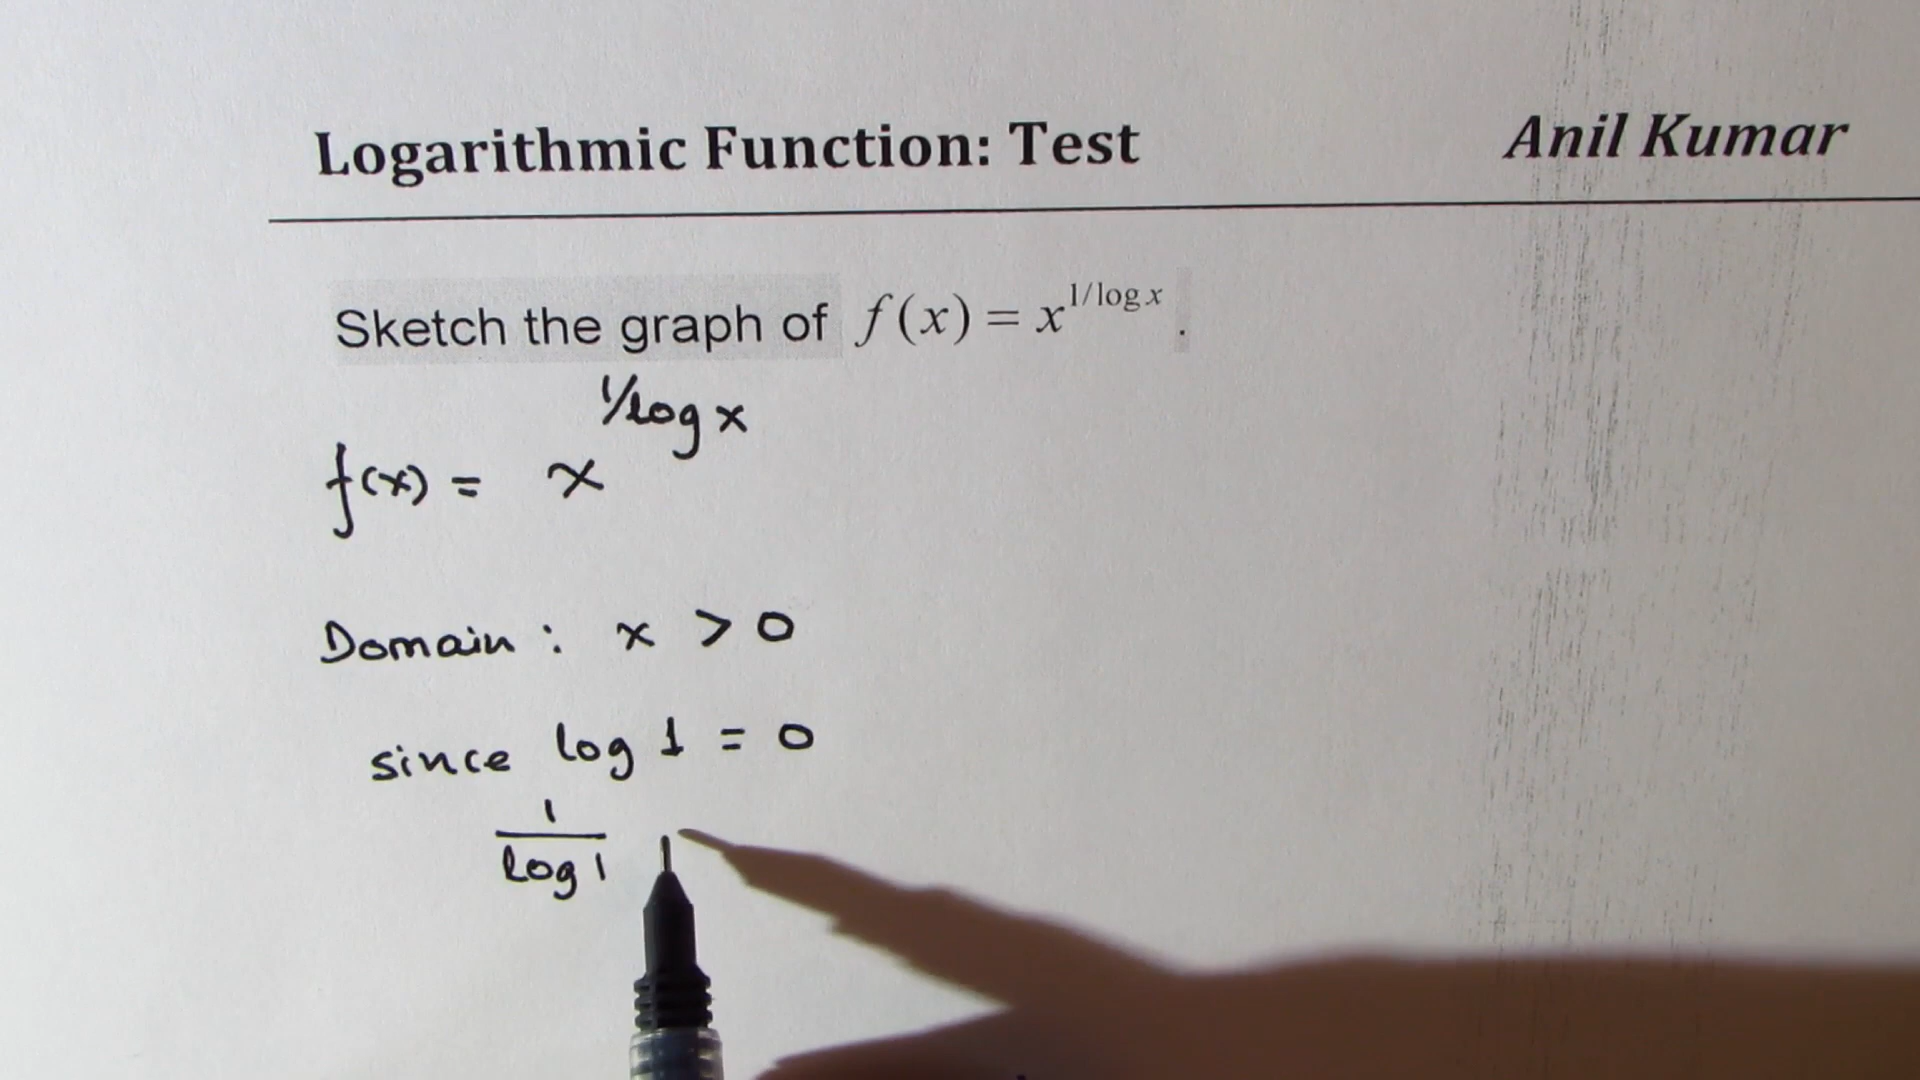 Logarithmic Function: Test Anil Kumar
Sketch the graph of f(x) = x^{1/log x} .
f(x) = x^{1/log x}
Domain : x > 0
since log 1 = 0
1/log 1